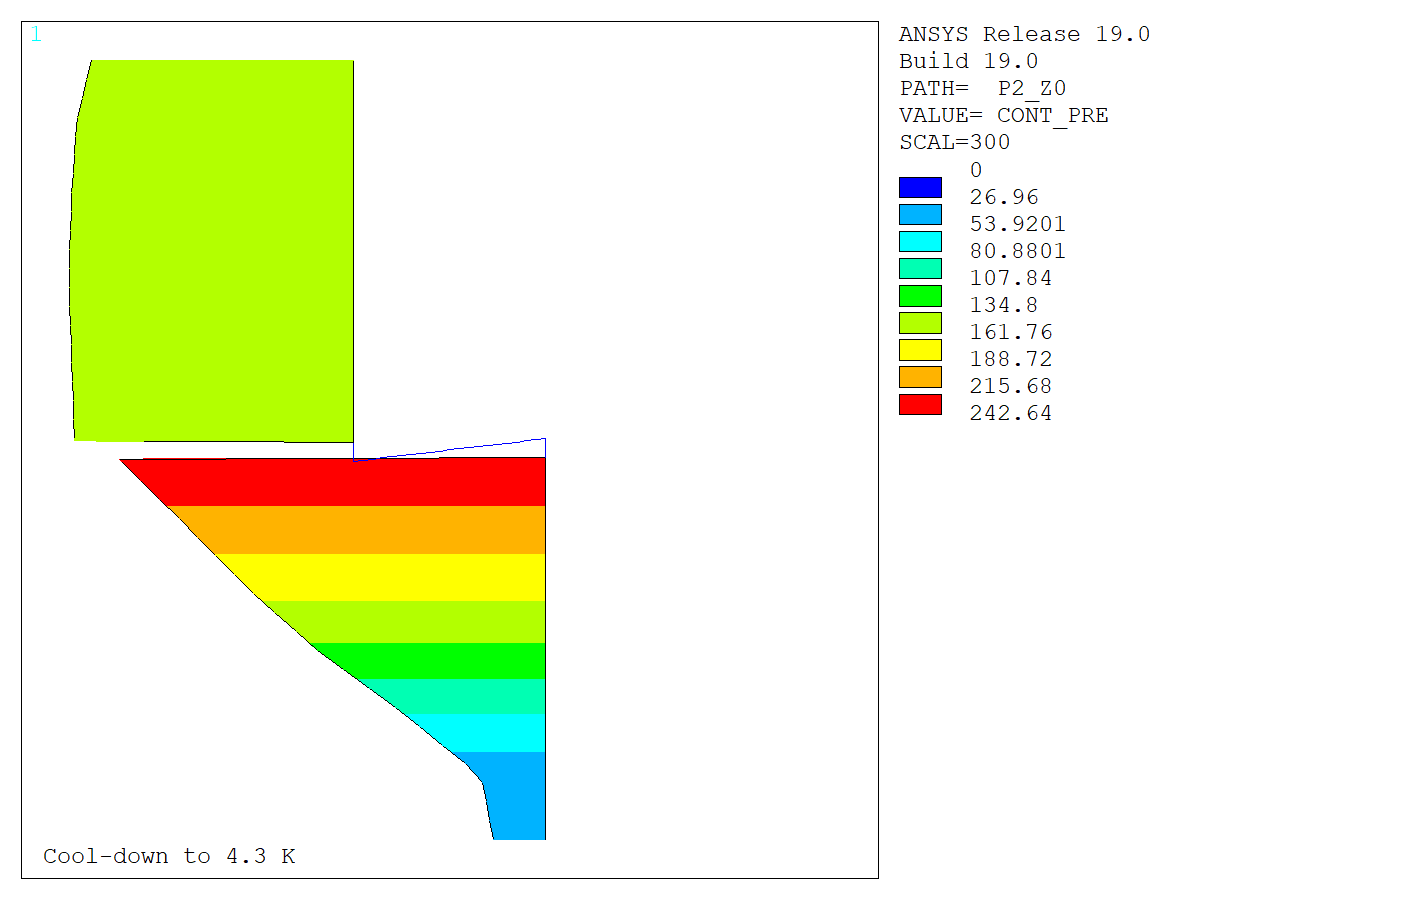 1
ANSYS Release 19.0
Build 19.0
PATH=  P2_Z0
VALUE= CONT_PRE
SCAL=300
0
26.96
53.9201
80.8801
107.84
134.8
161.76
188.72
215.68
242.64
Cool-down to 4.3 K